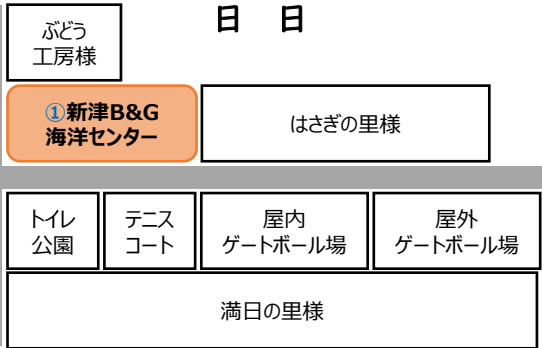 ぶどう
工房様
日 日
①新津B&G
海洋センター
はさぎの里様
トイレ
公園
テニス
コート
屋内
ゲートボール場
屋外
ゲートボール場
満日の里様